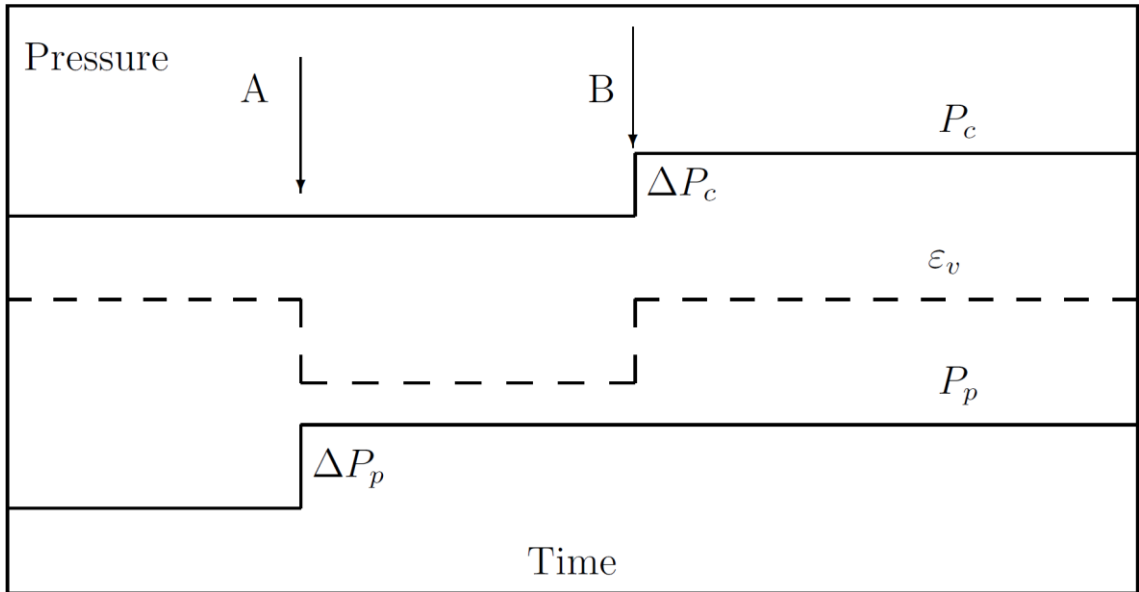 Pressure
A
B
P_c
ΔP_c
ε_v
P_p
ΔP_p
Time